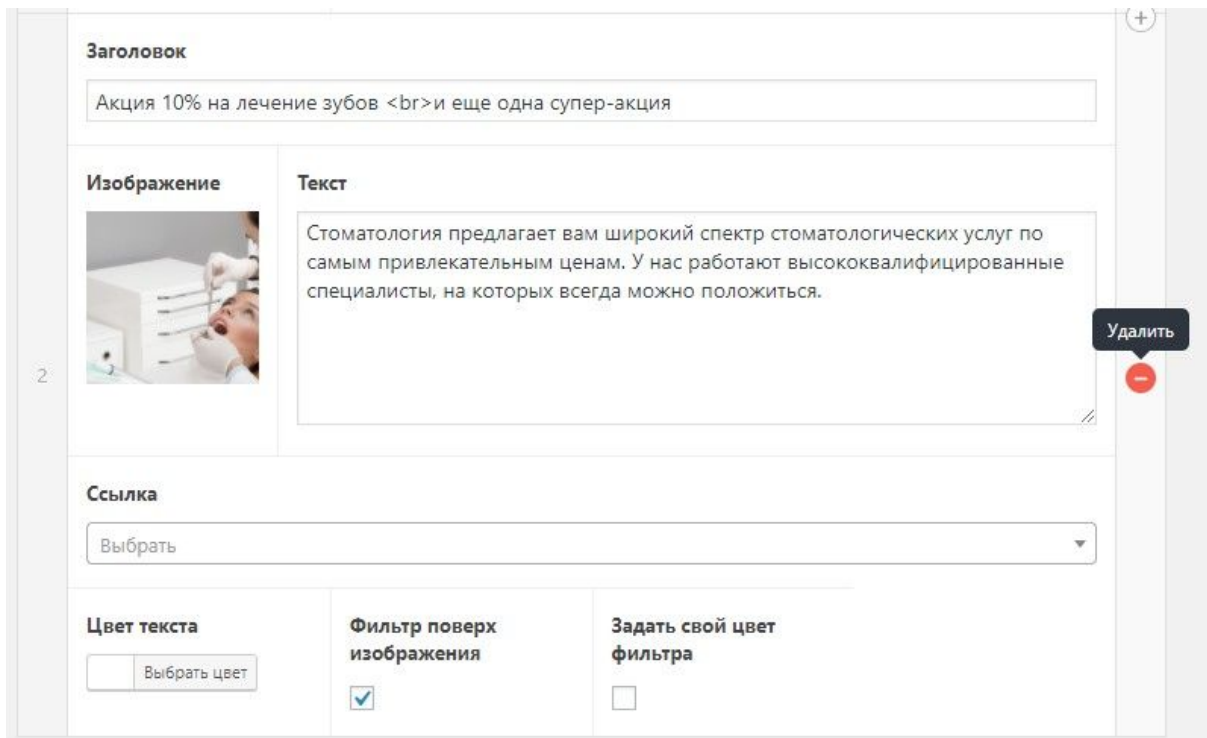 Заголовок
Акция 10% на лечение зубов <br>и еще одна супер-акция
Изображение
Текст
Стоматология предлагает вам широкий спектр стоматологических услуг по
самым привлекательным ценам. У нас работают высококвалифицированные
специалисты, на которых всегда можно положиться.
Удалить
2
Ссылка
Выбрать
Цвет текста
Выбрать цвет
Фильтр поверх
изображения
Задать свой цвет
фильтра